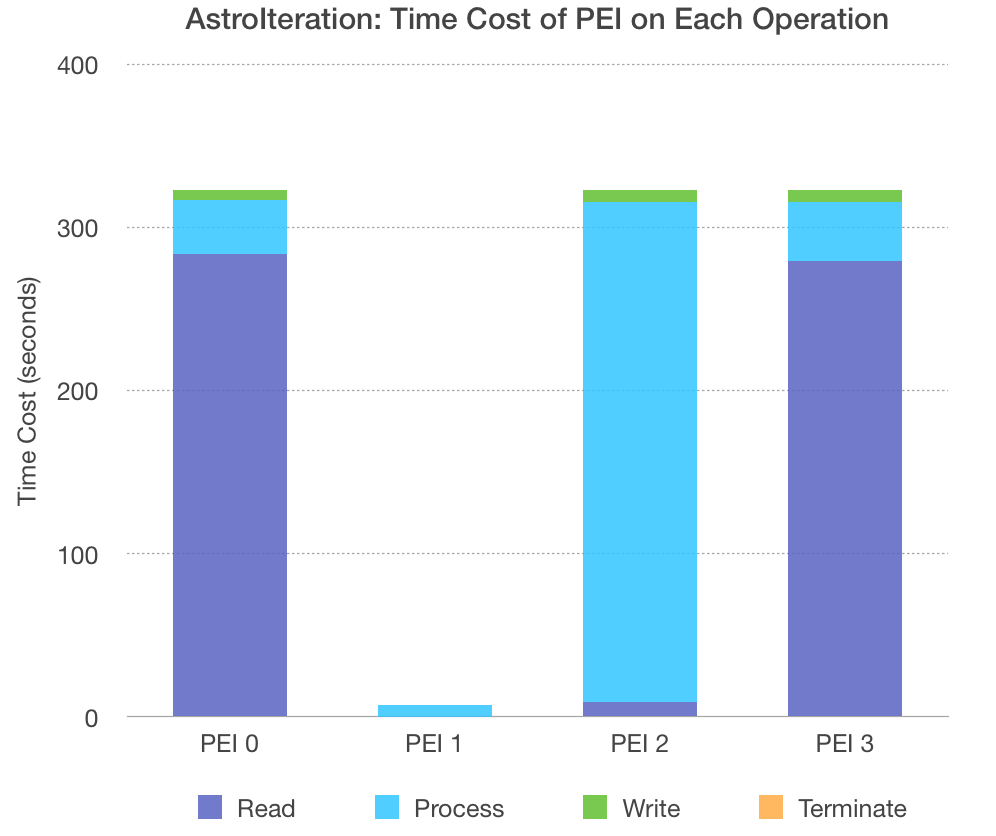 AstroIteration: Time Cost of PEI on Each Operation
400
300
200
100
0
Time Cost (seconds)
PEI 0 PEI 1 PEI 2 PEI 3
Read Process Write Terminate